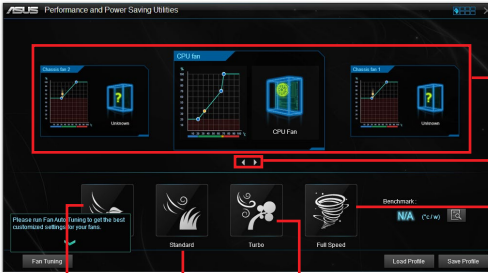 ASUS Performance and Power Saving Utilities
CPU fan
Chassis fan 2
Chassis fan 1
Unknown
CPU Fan
Unknown
Please run Fan Auto Tuning to get the best
customized settings for your fans.
Standard
Turbo
Full Speed
Benchmark :
N/A (°c / w)
Fan Tuning
Load Profile
Save Profile